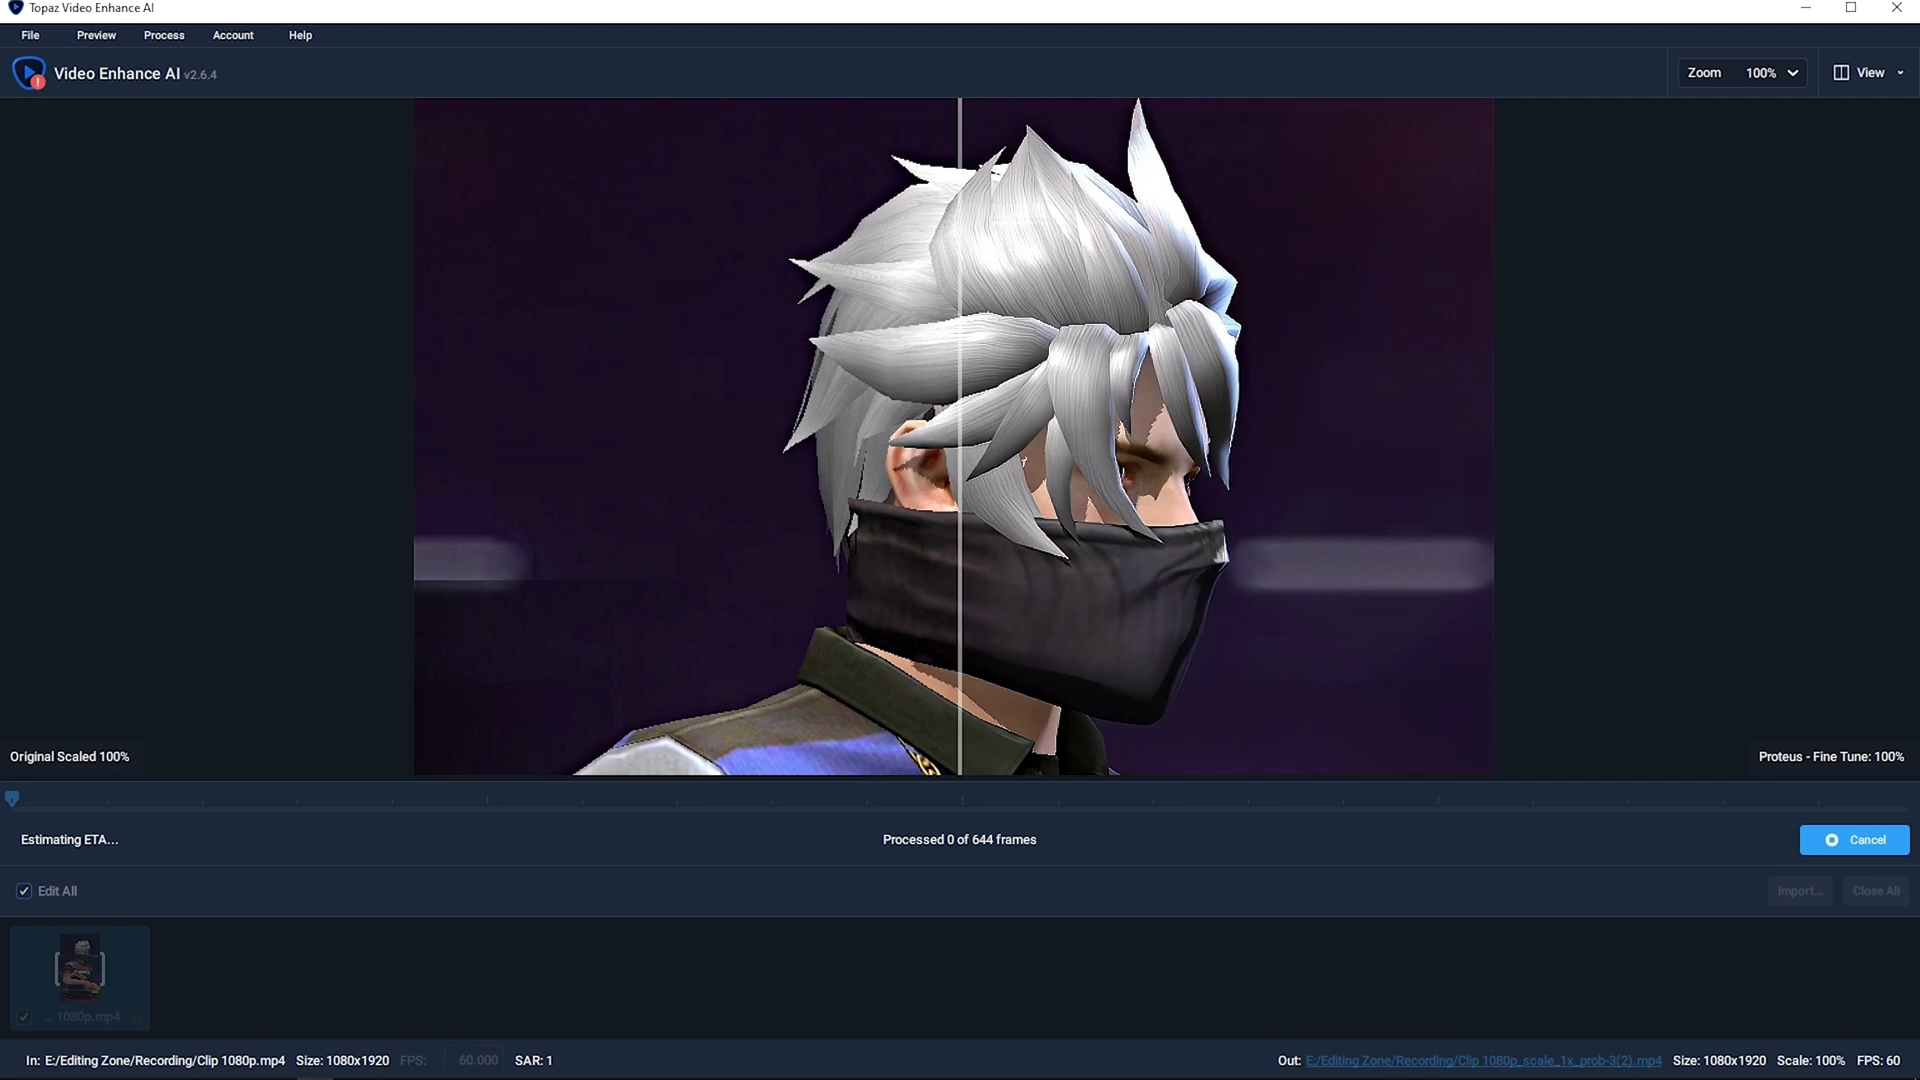 Topaz Video Enhance AI
File Preview Process Account Help
Video Enhance AI v2.6.4
Zoom 100% View
Original Scaled 100%
Proteus - Fine Tune: 100%
Estimating ETA...
Processed 0 of 644 frames
Cancel
Edit All
Import... Close All
... 1080p.mp4
In: E:/Editing Zone/Recording/Clip 1080p.mp4 Size: 1080x1920 FPS: 60.000 SAR: 1
Out: E:/Editing Zone/Recording/Clip 1080p_scale_1x_prob-3(2).mp4 Size: 1080x1920 Scale: 100% FPS: 60